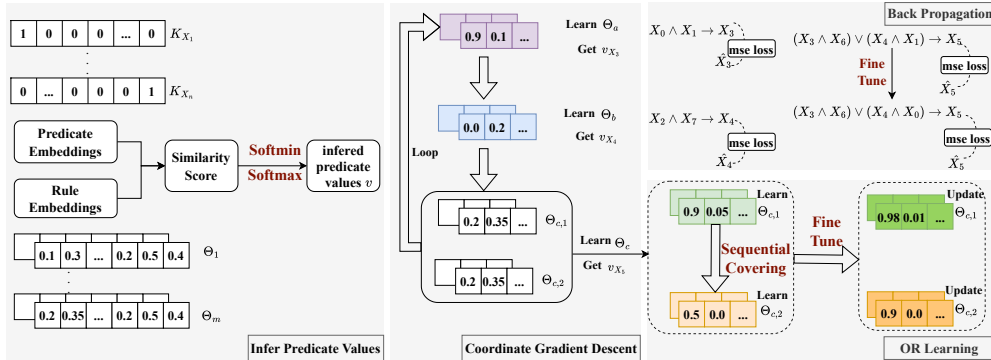 1 0 0 0 ... 0 K_{X_1}
0 ... 0 0 0 1 K_{X_n}
Predicate
Embeddings
Rule
Embeddings
Similarity
Score
Softmin
Softmax
infered
predicate
values v
0.1 0.3 ... 0.2 0.5 0.4 Θ_1
0.2 0.35 ... 0.2 0.5 0.4 Θ_m
Infer Predicate Values
0.9 0.1 ...
Learn Θ_a
Get v_{X_3}
0.0 0.2 ...
Learn Θ_b
Get v_{X_4}
Loop
0.2 0.35 ... Θ_{c,1}
0.2 0.35 ... Θ_{c,2}
Learn Θ_c
Get v_{X_5}
Coordinate Gradient Descent
Back Propagation
X_0 ∧ X_1 → X_3
mse loss
X̂_3
(X_3 ∧ X_6) ∨ (X_4 ∧ X_1) → X_5
mse loss
X̂_5
Fine
Tune
X_2 ∧ X_7 → X_4
mse loss
X̂_4
(X_3 ∧ X_6) ∨ (X_4 ∧ X_0) → X_5
mse loss
X̂_5
Learn
0.9 0.05 ... Θ_{c,1}
Sequential
Covering
Learn
0.5 0.0 ... Θ_{c,2}
Fine
Tune
Update
0.98 0.01 ... Θ_{c,1}
Update
0.9 0.0 ... Θ_{c,2}
OR Learning